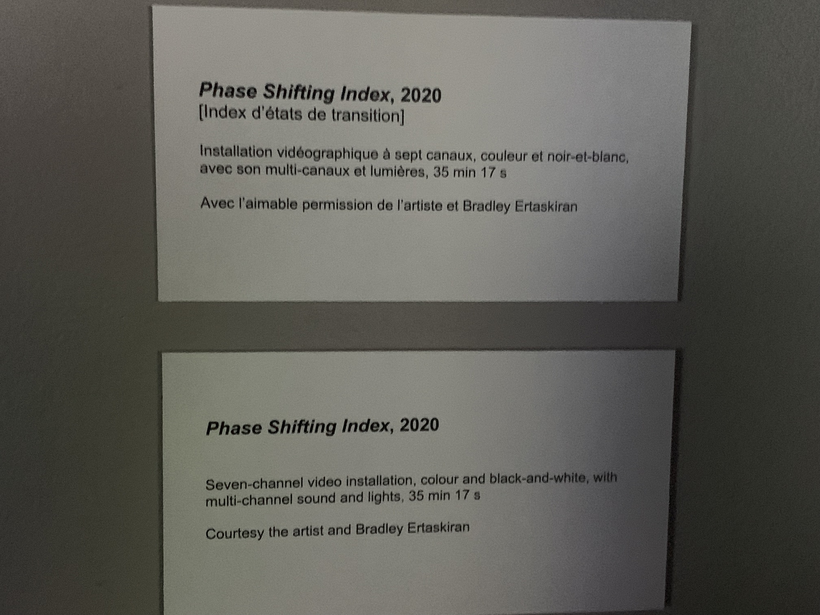 Phase Shifting Index, 2020
[Index d'états de transition]
Installation vidéographique à sept canaux, couleur et noir-et-blanc,
avec son multi-canaux et lumières, 35 min 17 s
Avec l'aimable permission de l'artiste et Bradley Ertaskiran
Phase Shifting Index, 2020
Seven-channel video installation, colour and black-and-white, with
multi-channel sound and lights, 35 min 17 s
Courtesy the artist and Bradley Ertaskiran